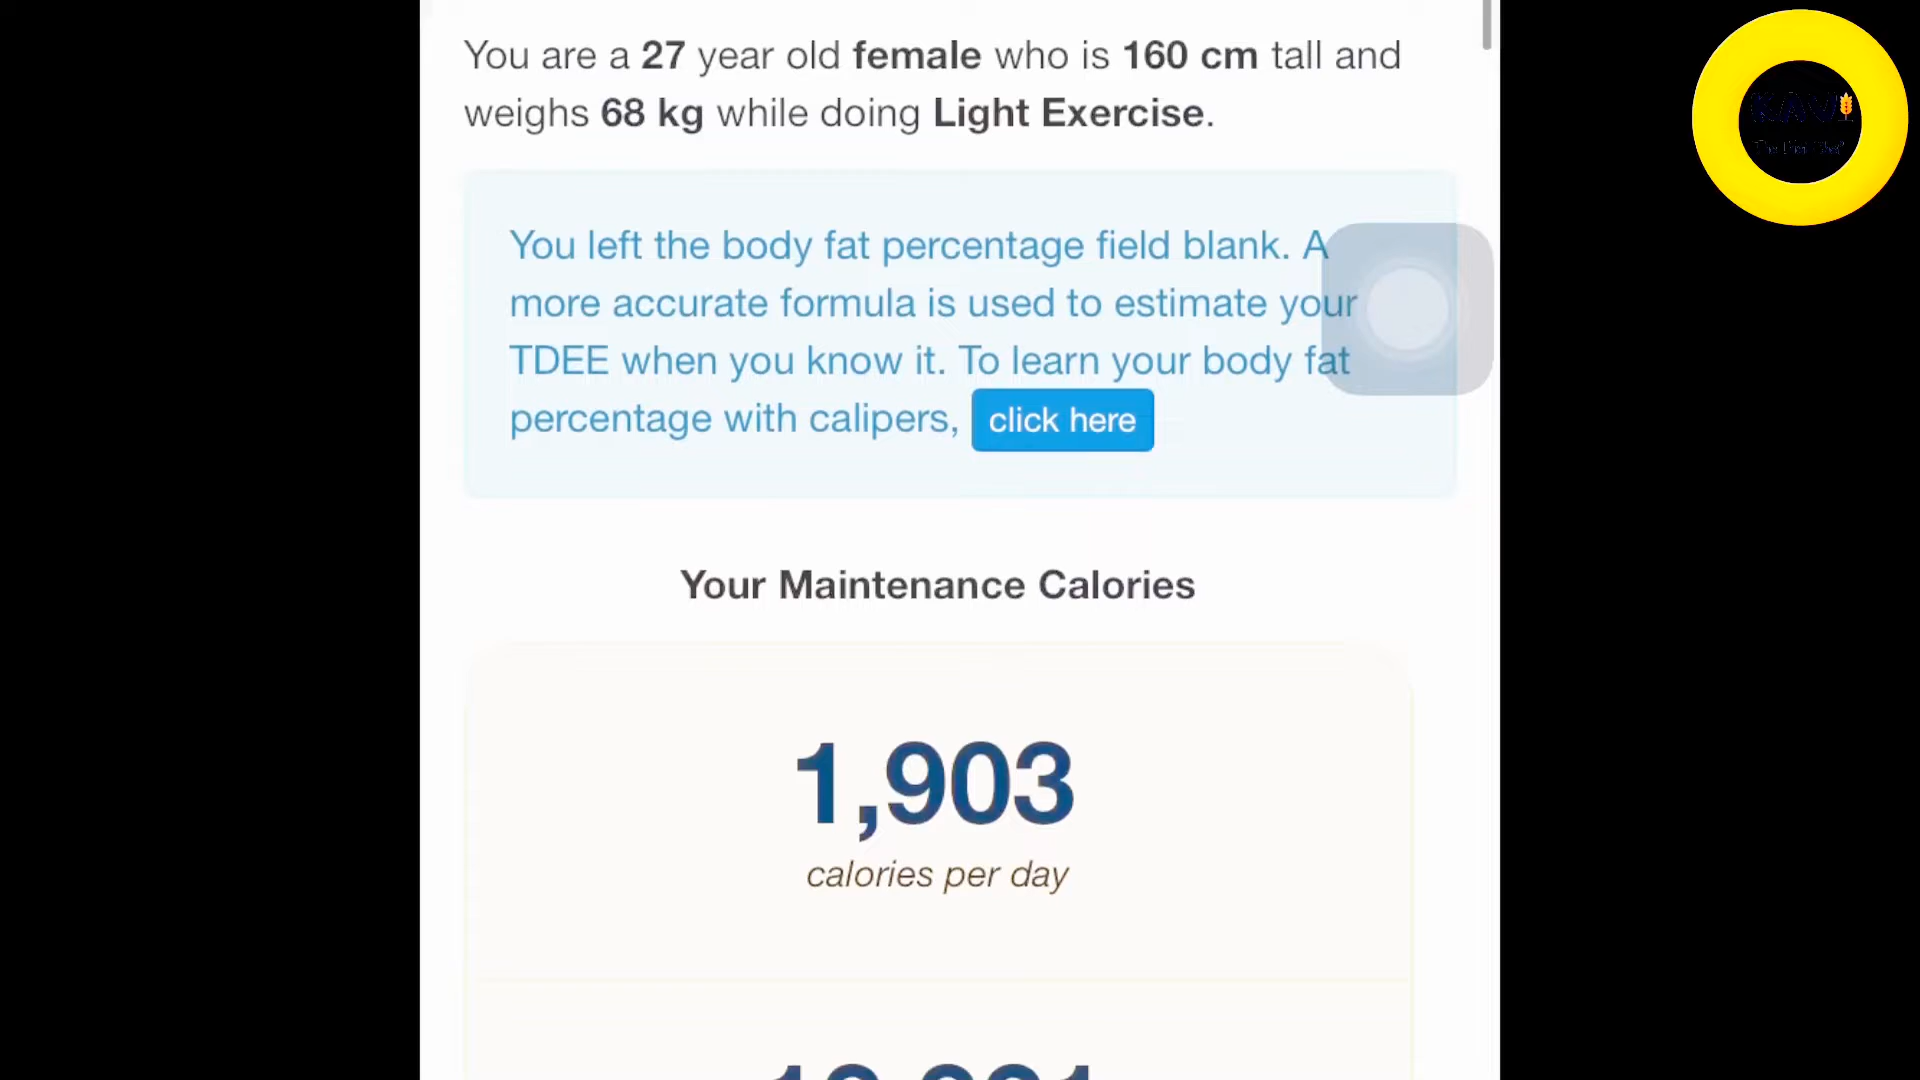 You are a 27 year old female who is 160 cm tall and
weighs 68 kg while doing Light Exercise.
KAVI
You left the body fat percentage field blank. A
more accurate formula is used to estimate your
TDEE when you know it. To learn your body fat
percentage with calipers, click here
Your Maintenance Calories
1,903
calories per day